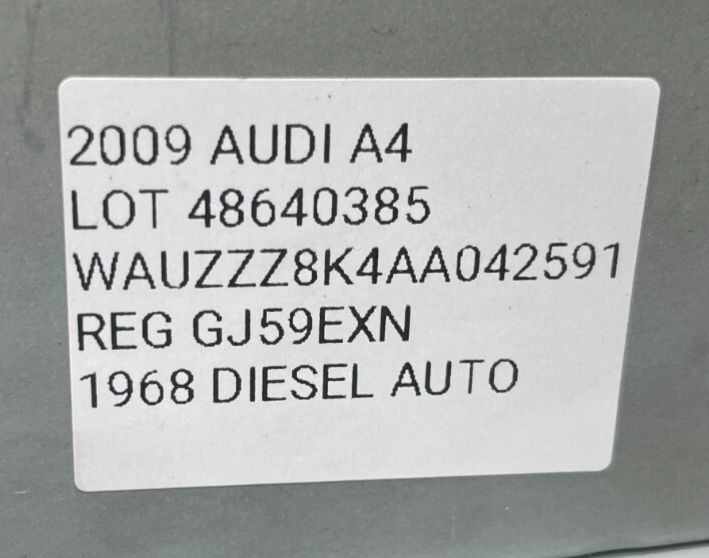 2009 AUDI A4
LOT 48640385
WAUZZZ8K4AA042591
REG GJ59EXN
1968 DIESEL AUTO